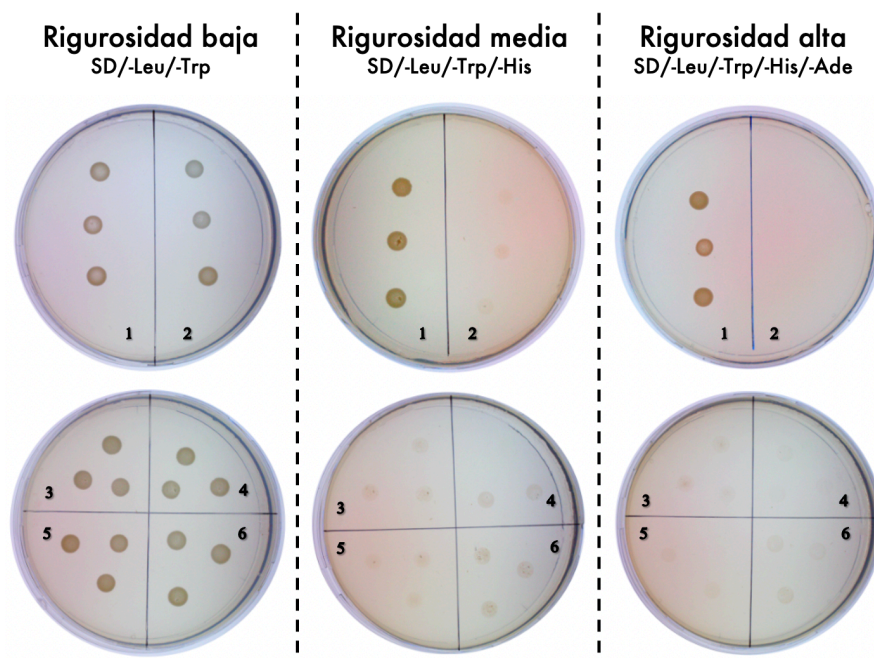 Rigurosidad baja
SD/-Leu/-Trp
Rigurosidad media
SD/-Leu/-Trp/-His
Rigurosidad alta
SD/-Leu/-Trp/-His/-Ade
1 2
1 2
1 2
3 4
5 6
3 4
5 6
3 4
5 6